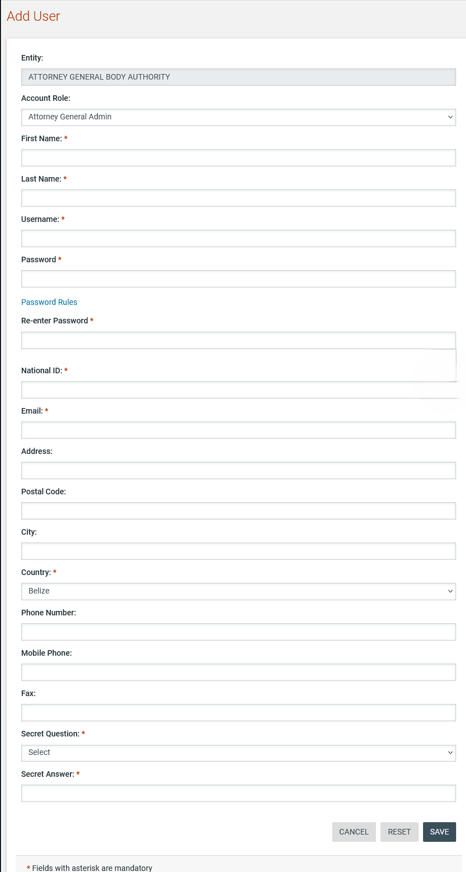 Add User
Entity:
ATTORNEY GENERAL BODY AUTHORITY
Account Role:
Attorney General Admin
First Name: *
Last Name: *
Username: *
Password *
Password Rules
Re-enter Password *
National ID: *
Email: *
Address:
Postal Code:
City:
Country: *
Belize
Phone Number:
Mobile Phone:
Fax:
Secret Question: *
Select
Secret Answer: *
CANCEL RESET SAVE
* Fields with asterisk are mandatory